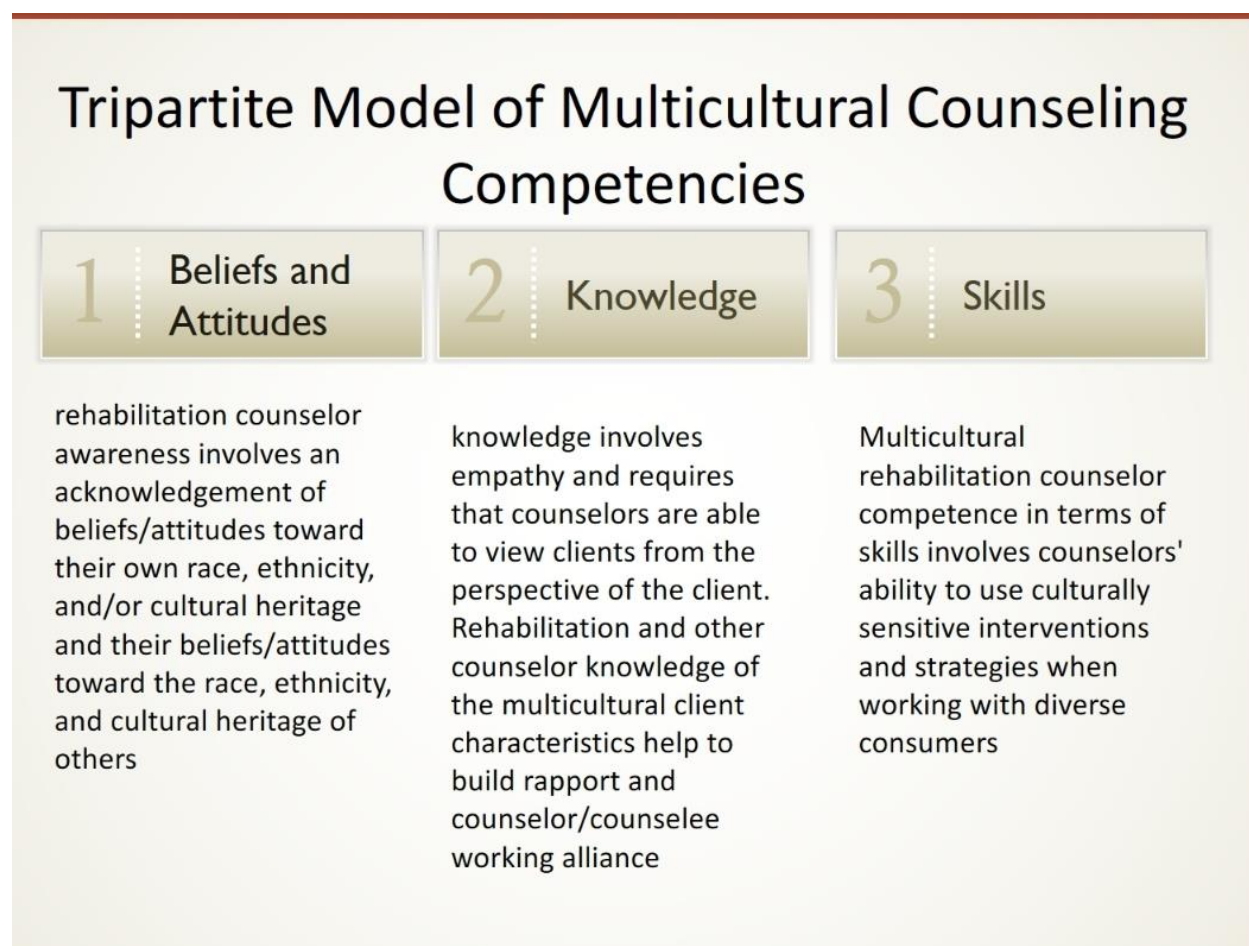 Tripartite Model of Multicultural Counseling
Competencies
1
Beliefs and
Attitudes
rehabilitation counselor
awareness involves an
acknowledgement of
beliefs/attitudes toward
their own race, ethnicity,
and/or cultural heritage
and their beliefs/attitudes
toward the race, ethnicity,
and cultural heritage of
others
2
Knowledge
knowledge involves
empathy and requires
that counselors are able
to view clients from the
perspective of the client.
Rehabilitation and other
counselor knowledge of
the multicultural client
characteristics help to
build rapport and
counselor/counselee
working alliance
3
Skills
Multicultural
rehabilitation counselor
competence in terms of
skills involves counselors'
ability to use culturally
sensitive interventions
and strategies when
working with diverse
consumers